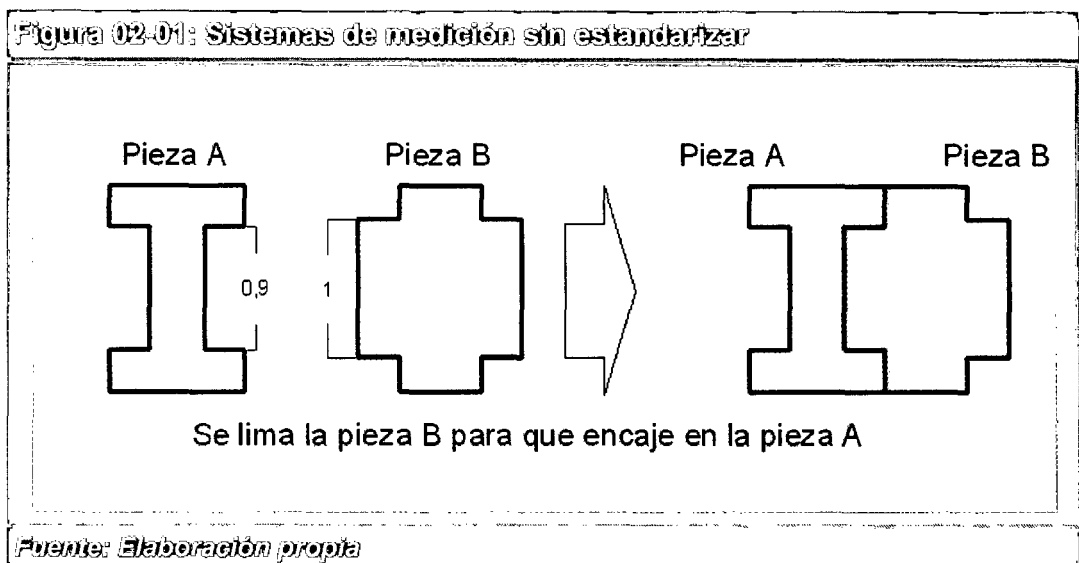 Figura 02-01: Sistemas de medición sin estandarizar
Pieza A
Pieza B
Pieza A
Pieza B
0,9
1
Se lima la pieza B para que encaje en la pieza A
Fuente: Elaboración propia